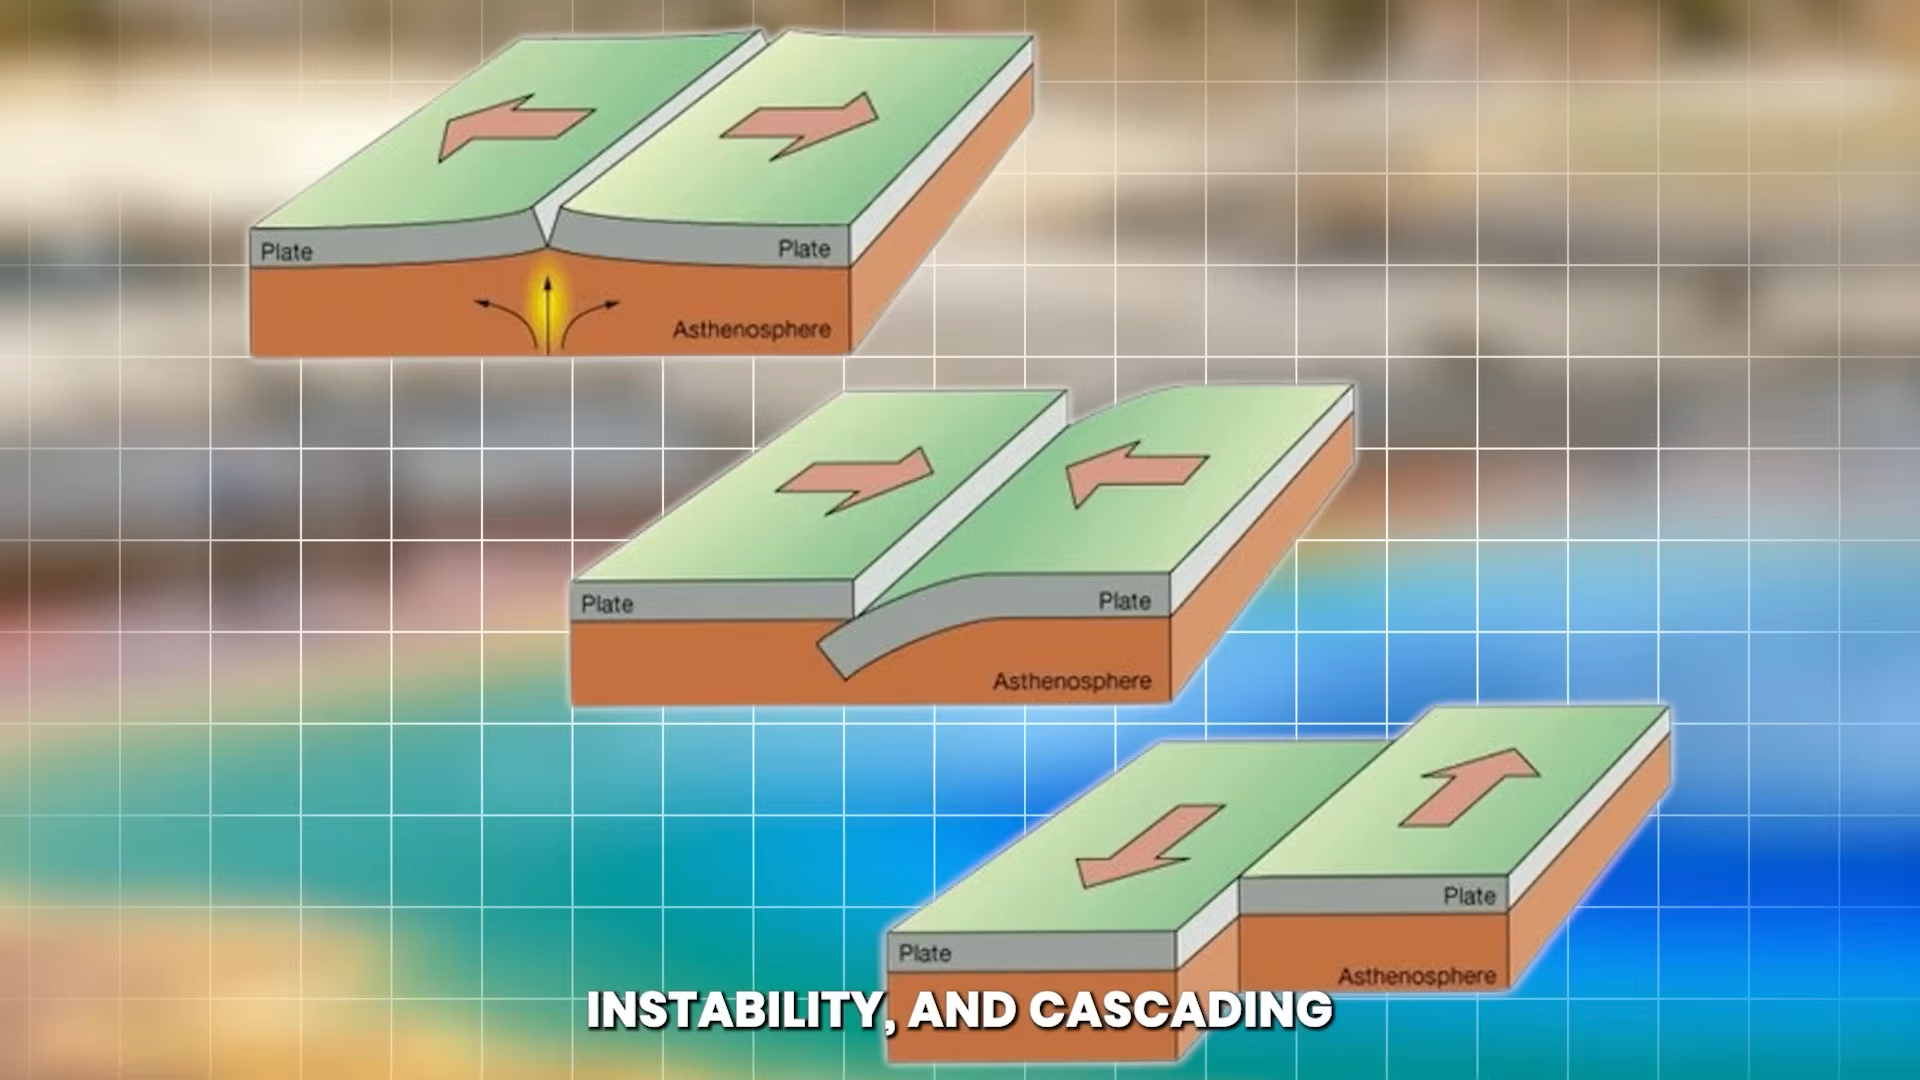 Plate
Plate
Asthenosphere
Plate
Plate
Asthenosphere
Plate
Plate
Asthenosphere
INSTABILITY, AND CASCADING